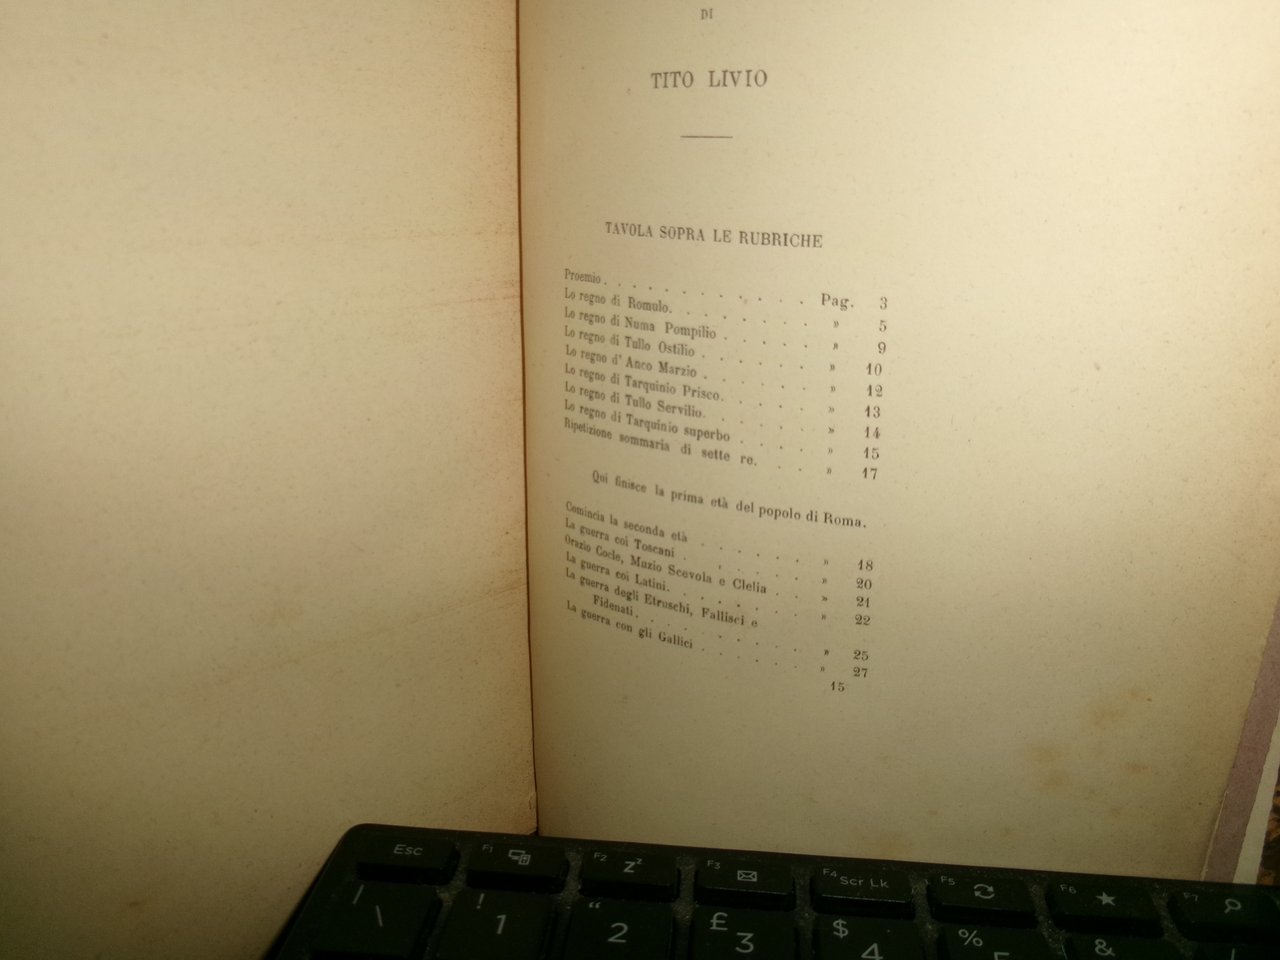 DI
TITO LIVIO
TAVOLA SOPRA LE RUBRICHE
Proemio . . . . . . . . . . . Pag. 3
Lo regno di Romulo. . . . . . . . » 5
Lo regno di Numa Pompilio . . . . . » 9
Lo regno di Tullo Ostilio . . . . . . » 10
Lo regno d' Anco Marzio . . . . . . » 12
Lo regno di Tarquinio Prisco. . . . . » 13
Lo regno di Tullo Servilio. . . . . . » 14
Lo regno di Tarquinio superbo . . . . » 15
Ripetizione sommaria di sette re. . . . » 17
Qui finisce la prima età del popolo di Roma.
Comincia la seconda età . . . . . . » 18
La guerra coi Toscani . . . . . . . » 20
Orazio Cocle, Muzio Scevola e Clelia . . » 21
La guerra coi Latini. . . . . . . . » 22
La guerra degli Etruschi, Fallisci e
Fidenati. . . . . . . . . » 25
La guerra con gli Gallici . . . . . . » 27
15
Esc F1 F2 zz F3 F4 Scr Lk F5 F6 F7
| \ ! 1 “ 2 £ 3 $ 4 % 5 &